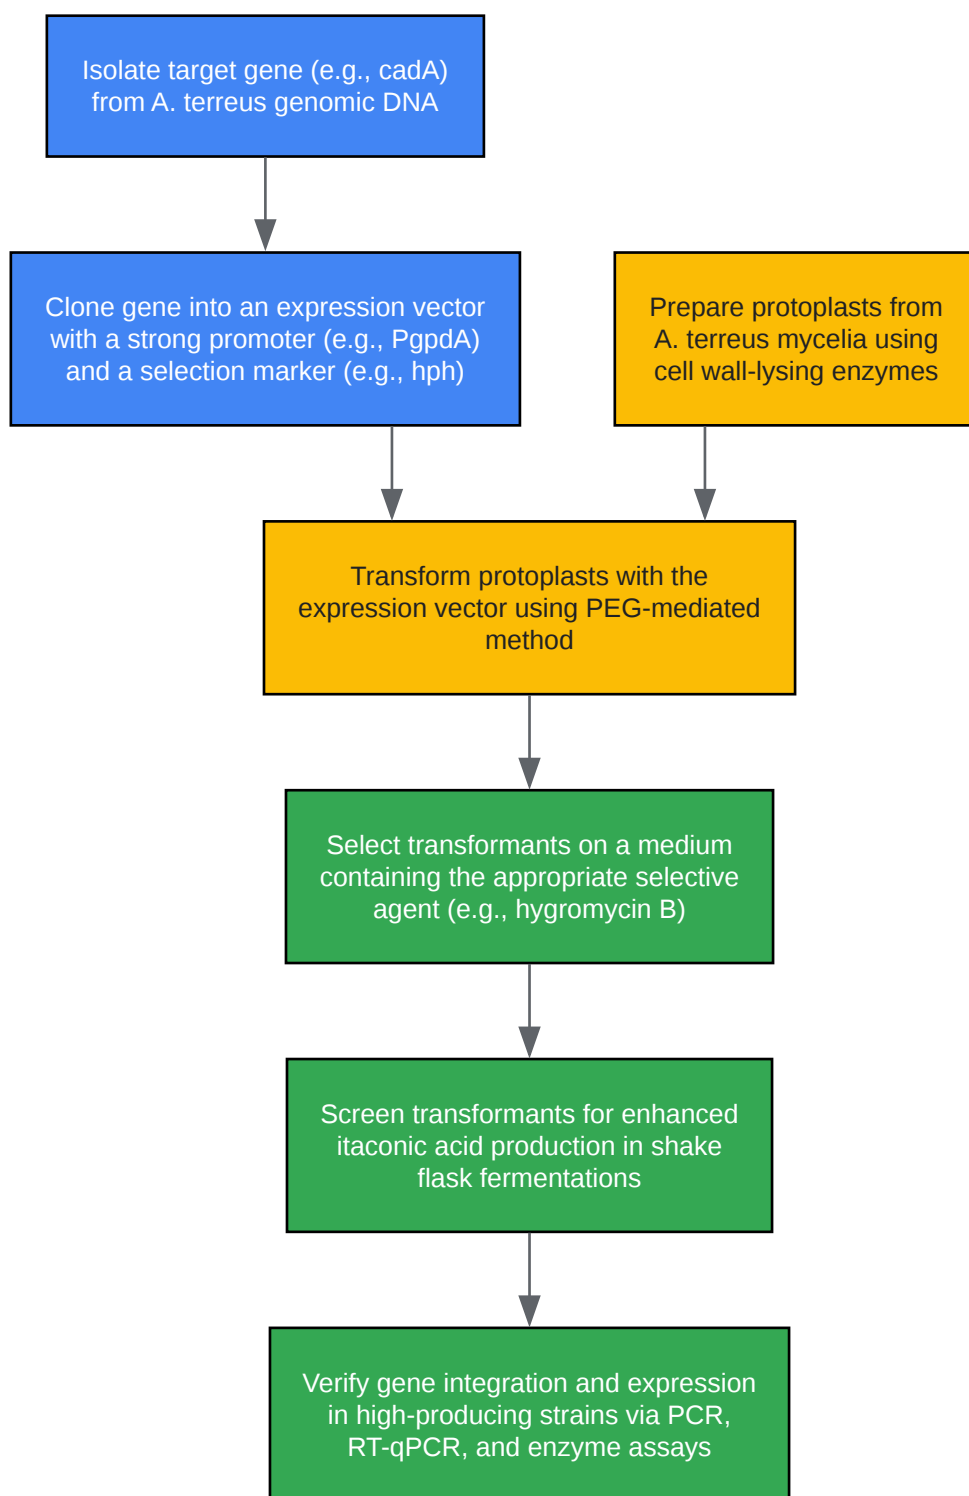 Isolate target gene (e.g., cadA)
from A. terreus genomic DNA
Clone gene into an expression vector
with a strong promoter (e.g., PgpdA)
and a selection marker (e.g., hph)
Prepare protoplasts from
A. terreus mycelia using
cell wall-lysing enzymes
Transform protoplasts with the
expression vector using PEG-mediated
method
Select transformants on a medium
containing the appropriate selective
agent (e.g., hygromycin B)
Screen transformants for enhanced
itaconic acid production in shake
flask fermentations
Verify gene integration and expression
in high-producing strains via PCR,
RT-qPCR, and enzyme assays